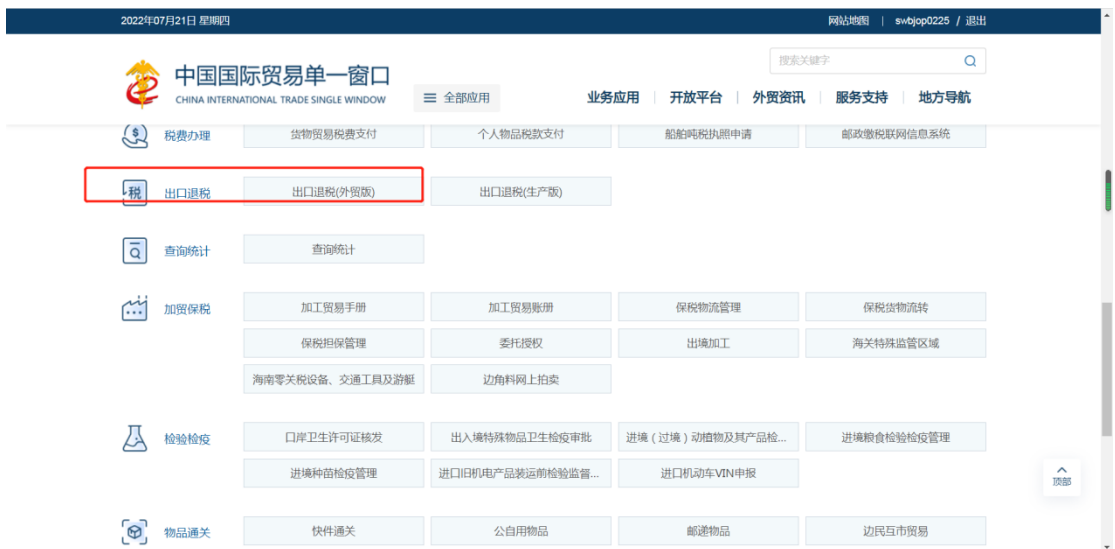 2022年07月21日 星期四
网站地图 | swbjop0225 / 退出
中国国际贸易单一窗口
CHINA INTERNATIONAL TRADE SINGLE WINDOW
搜索关键字
全部应用
业务应用 | 开放平台 | 外贸资讯 | 服务支持 | 地方导航
税费办理 货物贸易税费支付 个人物品税款支付 船舶吨税执照申请 邮政缴税联网信息系统
税 出口退税 出口退税(外贸版) 出口退税(生产版)
查询统计 查询统计
加贸保税 加工贸易手册 加工贸易账册 保税物流管理 保税货物流转
保税担保管理 委托授权 出境加工 海关特殊监管区域
海南零关税设备、交通工具及游艇 边角料网上拍卖
检验检疫 口岸卫生许可证核发 出入境特殊物品卫生检疫审批 进境（过境）动植物及其产品检... 进境粮食检验检疫管理
进境种苗检疫管理 进口旧机电产品装运前检验监督... 进口机动车VIN申报
顶部
物品通关 快件通关 公自用物品 邮递物品 边民互市贸易